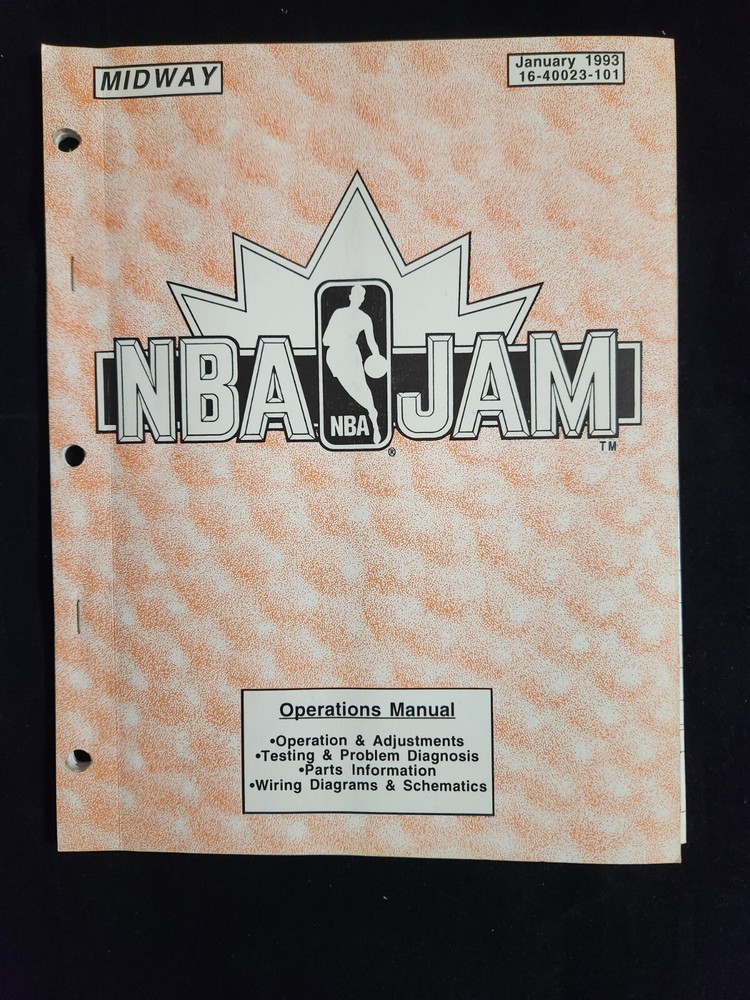 MIDWAY
January 1993
16-40023-101
NBA NBA JAM
®
TM
Operations Manual
•Operation & Adjustments
•Testing & Problem Diagnosis
•Parts Information
•Wiring Diagrams & Schematics